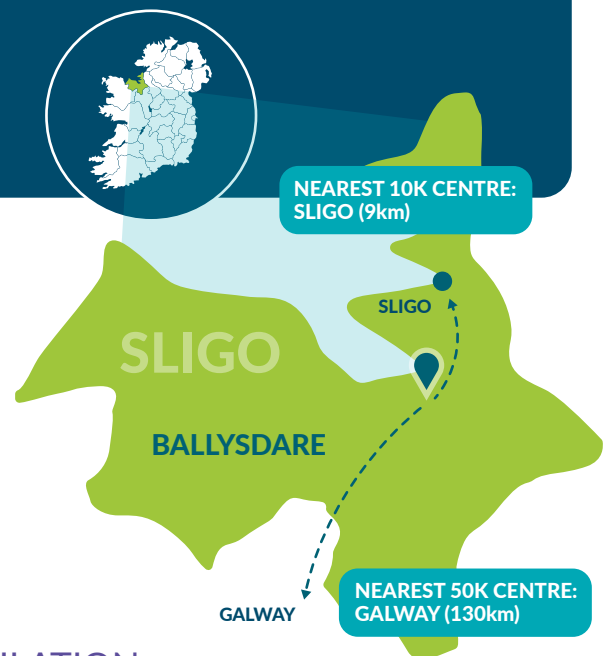 NEAREST 10K CENTRE:
SLIGO (9km)
SLIGO
SLIGO
BALLYSDARE
NEAREST 50K CENTRE:
GALWAY (130km)
GALWAY